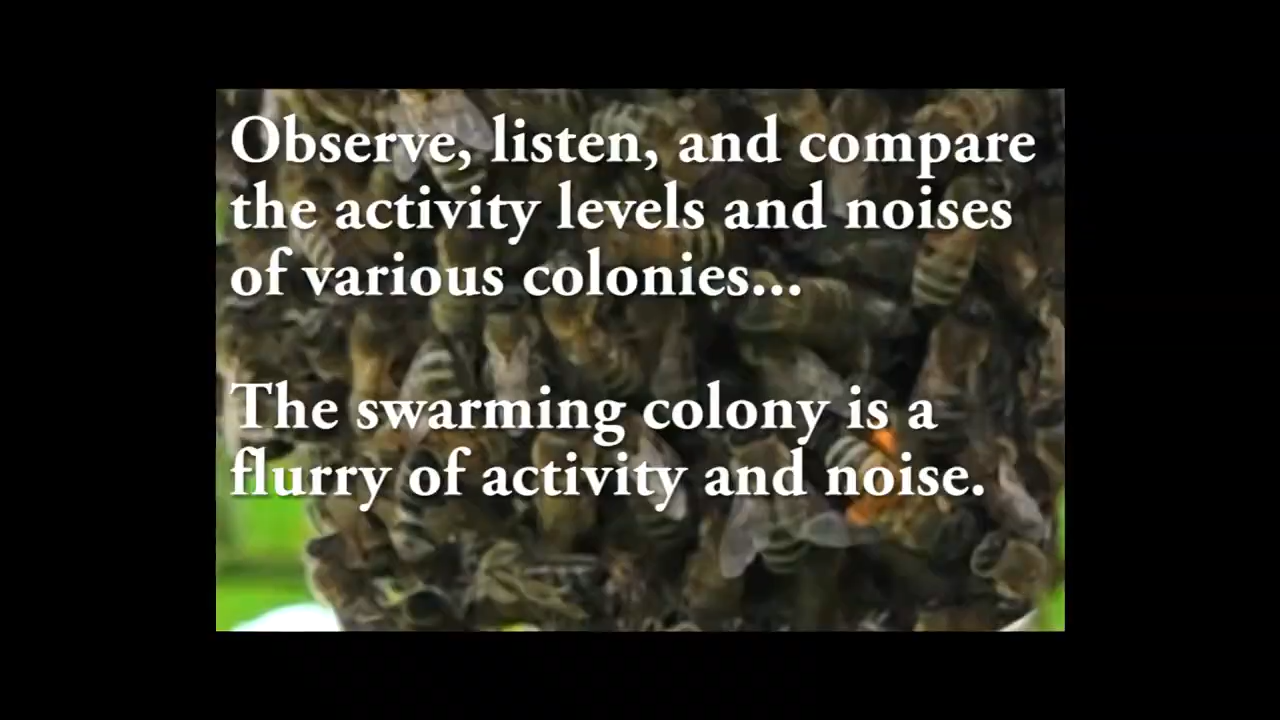 Observe, listen, and compare
the activity levels and noises
of various colonies...
The swarming colony is a
flurry of activity and noise.